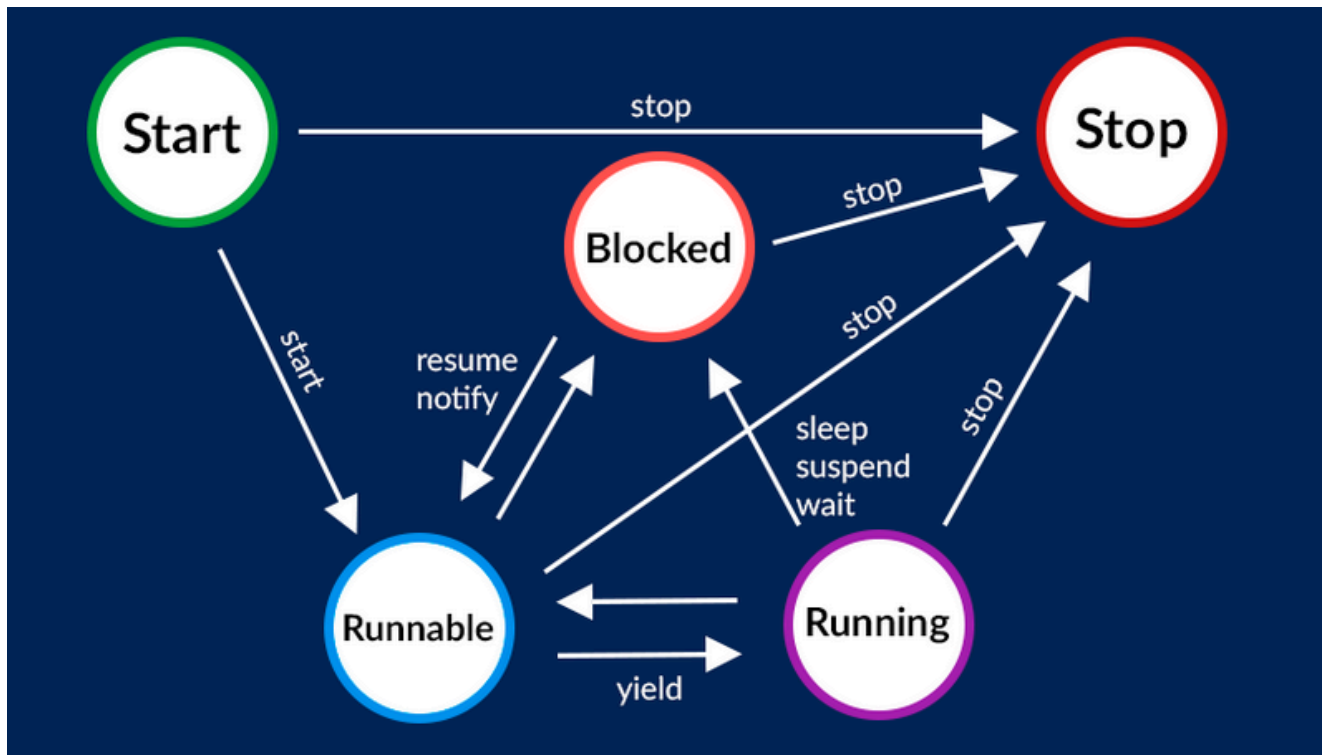 Start
stop
Stop
stop
Blocked
stop
start
resume
notify
sleep
suspend
wait
stop
Runnable
Running
yield